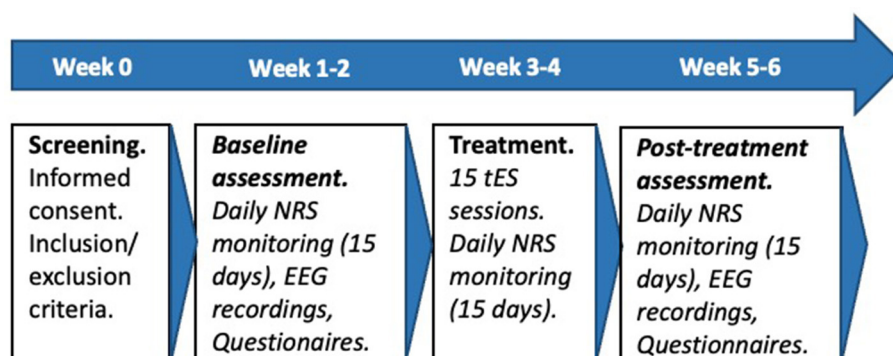 Week 0
Week 1-2
Week 3-4
Week 5-6
Screening.
Informed
consent.
Inclusion/
exclusion
criteria.
Baseline
assessment.
Daily NRS
monitoring (15
days), EEG
recordings,
Questionaires.
Treatment.
15 tES
sessions.
Daily NRS
monitoring
(15 days).
Post-treatment
assessment.
Daily NRS
monitoring (15
days), EEG
recordings,
Questionnaires.